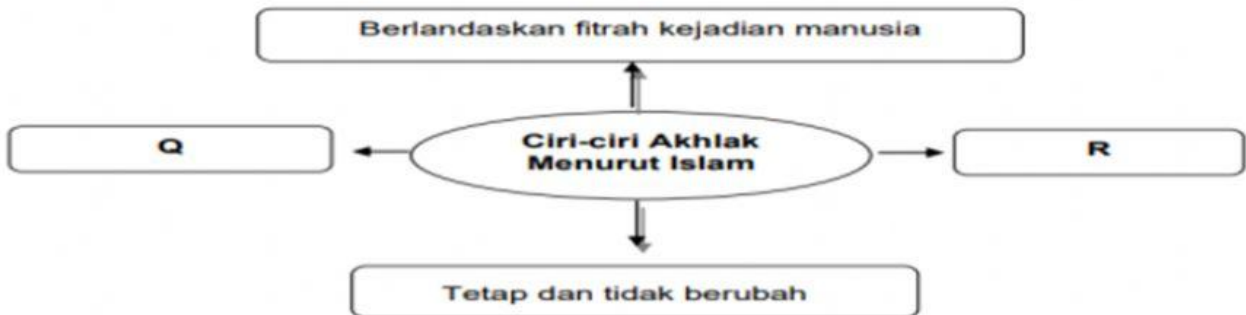 Berlandaskan fitrah kejadian manusia
Q
Ciri-ciri Akhlak
Menurut Islam
R
Tetap dan tidak berubah